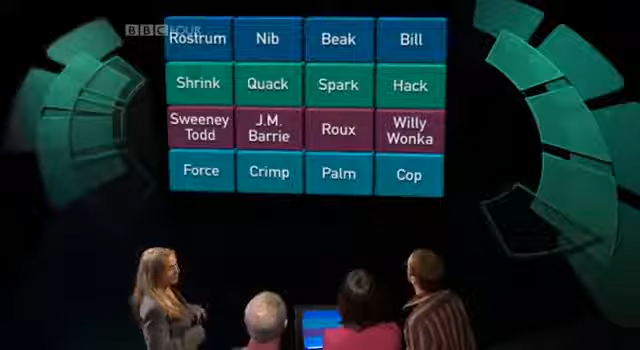 BBC FOUR
Rostrum Nib Beak Bill
Shrink Quack Spark Hack
Sweeney Todd J.M. Barrie Roux Willy Wonka
Force Crimp Palm Cop